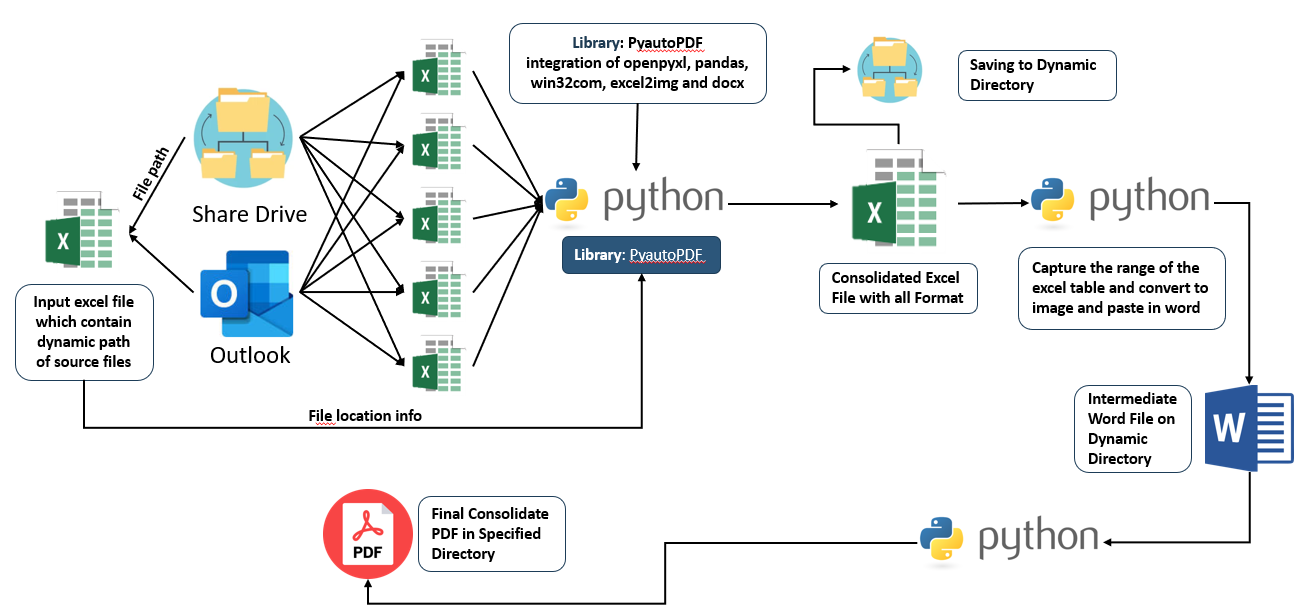 Library: PyautoPDF
integration of openpyxl, pandas,
win32com, excel2img and docx
Saving to Dynamic
Directory
File path
X
X
X
X
X
X
X
Share Drive
python
python
Library: PyautoPDF
Input excel file
which contain
dynamic path
of source files
O
Outlook
Consolidated Excel
File with all Format
Capture the range of the
excel table and convert to
image and paste in word
File location info
Intermediate
Word File on
Dynamic
Directory
W
PDF
Final Consolidate
PDF in Specified
Directory
python